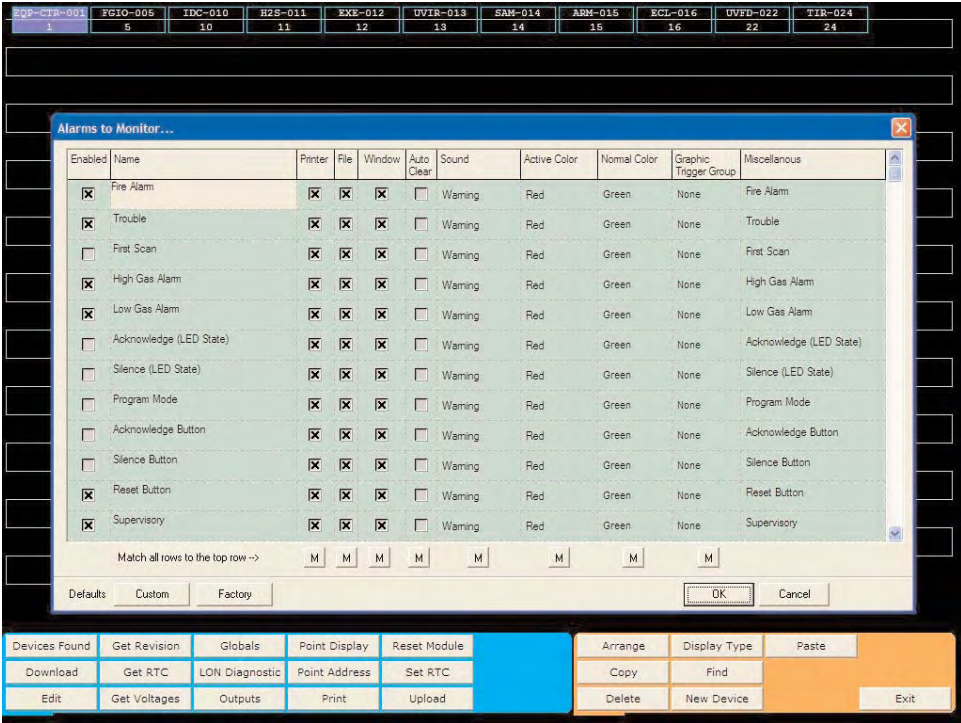 EQP-CTR-001 FGIO-005 IDC-010 H2S-011 EXE-012 UVIR-013 SAM-014 ARM-015 ECL-016 UVFD-022 TIR-024
1 5 10 11 12 13 14 15 16 22 24
Alarms to Monitor...
Enabled Name Printer File Window Auto Clear Sound Active Color Normal Color Graphic Trigger Group Miscellanous
Fire Alarm Warning Red Green None Fire Alarm
Trouble Warning Red Green None Trouble
First Scan Warning Red Green None First Scan
High Gas Alarm Warning Red Green None High Gas Alarm
Low Gas Alarm Warning Red Green None Low Gas Alarm
Acknowledge (LED State) Warning Red Green None Acknowledge (LED State)
Silence (LED State) Warning Red Green None Silence (LED State)
Program Mode Warning Red Green None Program Mode
Acknowledge Button Warning Red Green None Acknowledge Button
Silence Button Warning Red Green None Silence Button
Reset Button Warning Red Green None Reset Button
Supervisory Warning Red Green None Supervisory
Match all rows to the top row --> M M M M M M M M
Defaults Custom Factory OK Cancel
Devices Found Get Revision Globals Point Display Reset Module Arrange Display Type Paste
Download Get RTC LON Diagnostic Point Address Set RTC Copy Find
Edit Get Voltages Outputs Print Upload Delete New Device Exit